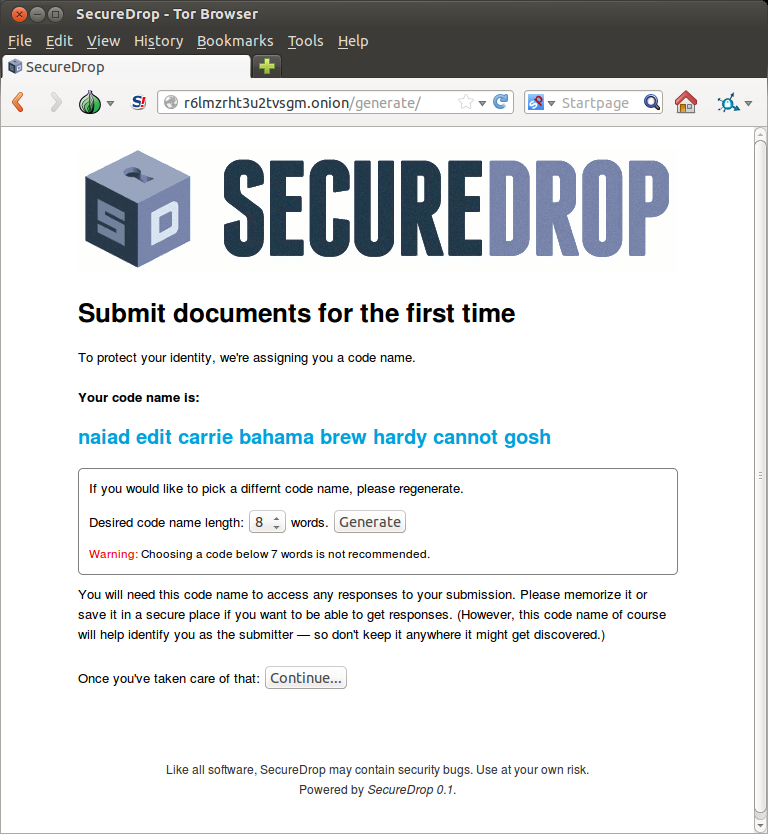 SecureDrop - Tor Browser
File Edit View History Bookmarks Tools Help
SecureDrop
S! r6lmzrht3u2tvsgm.onion/generate/ Startpage
S D SECUREDROP
Submit documents for the first time
To protect your identity, we're assigning you a code name.
Your code name is:
naiad edit carrie bahama brew hardy cannot gosh
If you would like to pick a differnt code name, please regenerate.
Desired code name length: 8 words. Generate
Warning: Choosing a code below 7 words is not recommended.
You will need this code name to access any responses to your submission. Please memorize it or
save it in a secure place if you want to be able to get responses. (However, this code name of course
will help identify you as the submitter — so don't keep it anywhere it might get discovered.)
Once you've taken care of that: Continue...
Like all software, SecureDrop may contain security bugs. Use at your own risk.
Powered by SecureDrop 0.1.